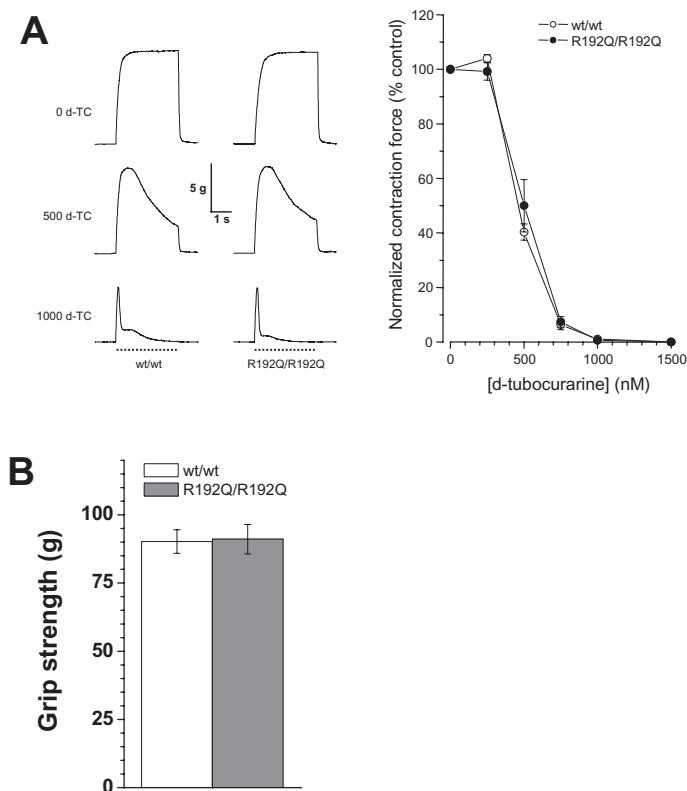 A
0 d-TC
500 d-TC
1000 d-TC
5 g
1 s
wt/wt
R192Q/R192Q
Normalized contraction force (% control)
120
100
80
60
40
20
0
wt/wt
R192Q/R192Q
0
500
1000
1500
[d-tubocurarine] (nM)
B
wt/wt
R192Q/R192Q
Grip strength (g)
100
75
50
25
0